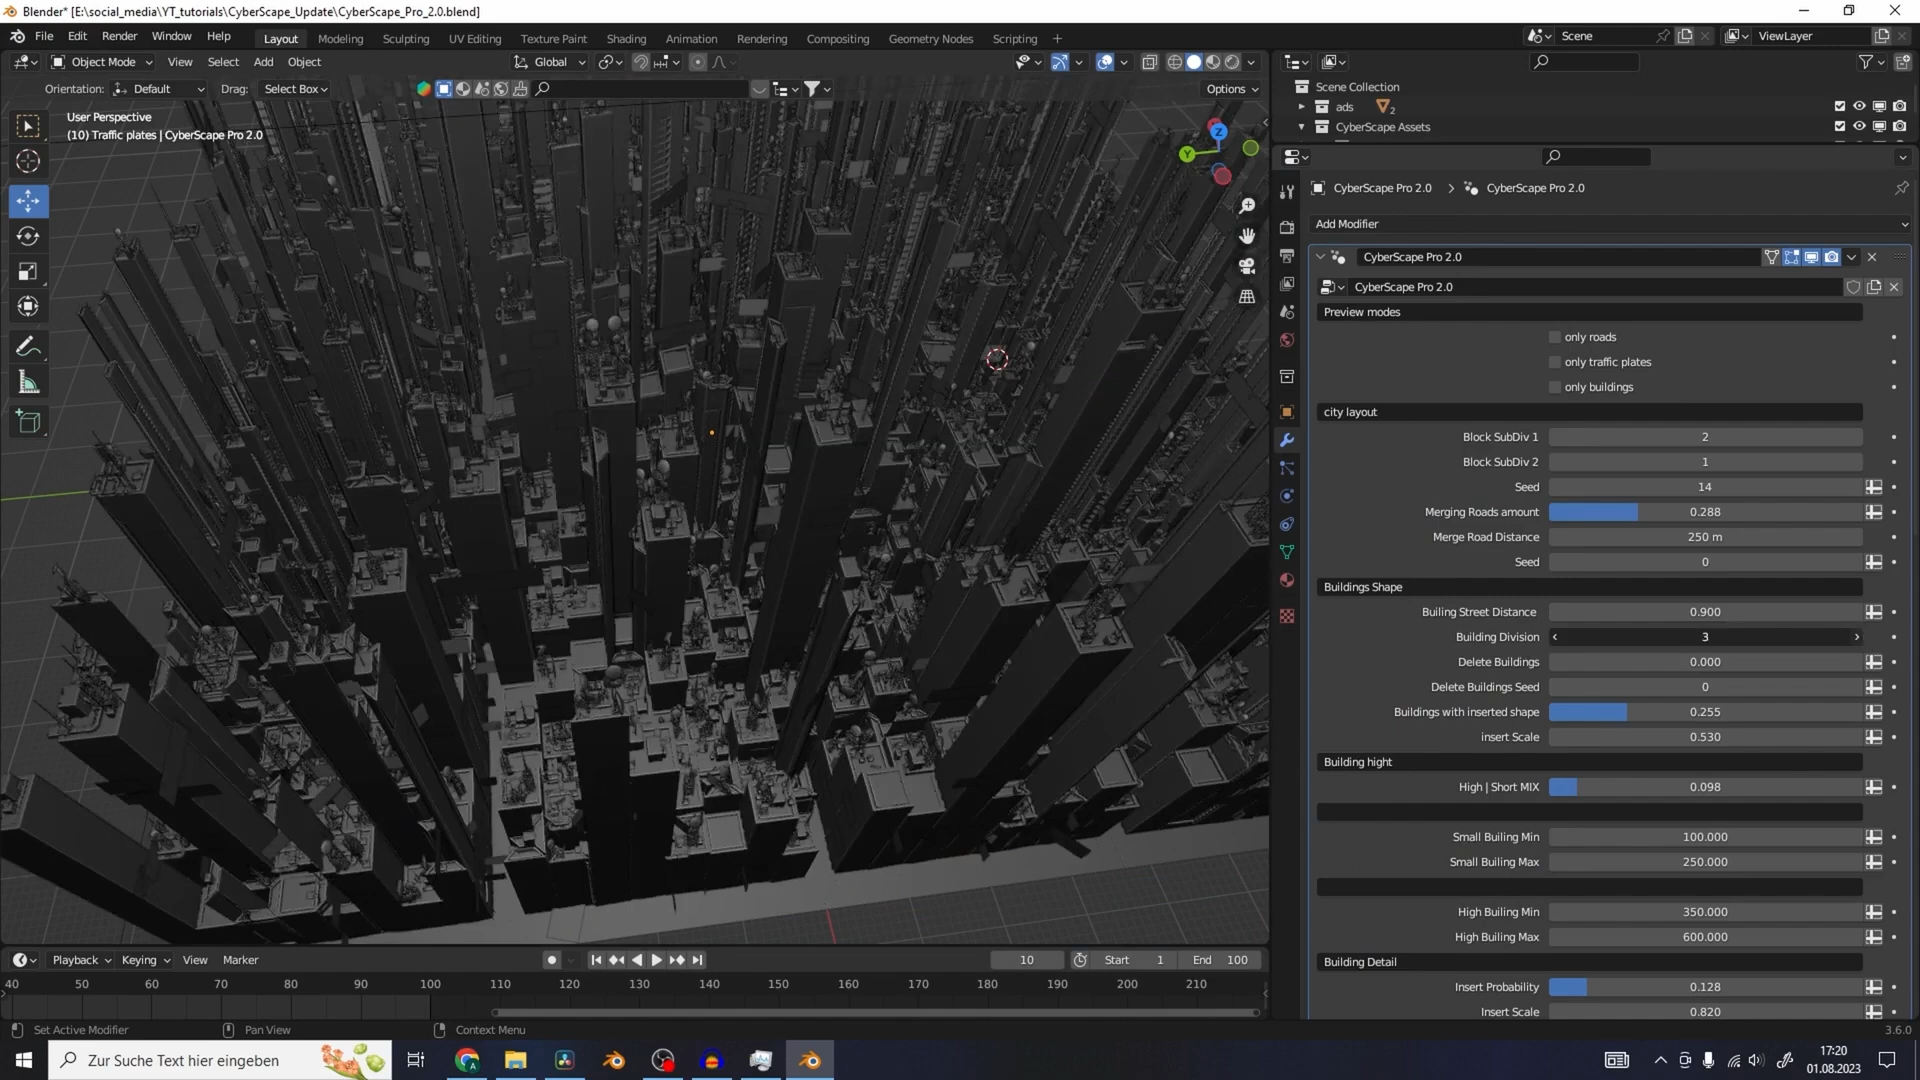 Blender* [E:\social_media\YT_tutorials\CyberScape_Update\CyberScape_Pro_2.0.blend]
File Edit Render Window Help Layout Modeling Sculpting UV Editing Texture Paint Shading Animation Rendering Compositing Geometry Nodes Scripting + Scene ViewLayer
Object Mode View Select Add Object Global
Orientation: Default Drag: Select Box Options
Scene Collection
ads 2
CyberScape Assets
User Perspective
(10) Traffic plates | CyberScape Pro 2.0
Z
Y
CyberScape Pro 2.0 > CyberScape Pro 2.0
Add Modifier
CyberScape Pro 2.0
CyberScape Pro 2.0
Preview modes
only roads
only traffic plates
only buildings
city layout
Block SubDiv 1 2
Block SubDiv 2 1
Seed 14
Merging Roads amount 0.288
Merge Road Distance 250 m
Seed 0
Buildings Shape
Builing Street Distance 0.900
Building Division 3
Delete Buildings 0.000
Delete Buildings Seed 0
Buildings with inserted shape 0.255
insert Scale 0.530
Building hight
High | Short MIX 0.098
Small Builing Min 100.000
Small Builing Max 250.000
High Builing Min 350.000
High Builing Max 600.000
Building Detail
Insert Probability 0.128
Insert Scale 0.820
Playback Keying View Marker 10 Start 1 End 100
40 50 60 70 80 90 100 110 120 130 140 150 160 170 180 190 200 210
Set Active Modifier Pan View Context Menu 3.6.0
Zur Suche Text hier eingeben
17:20
01.08.2023